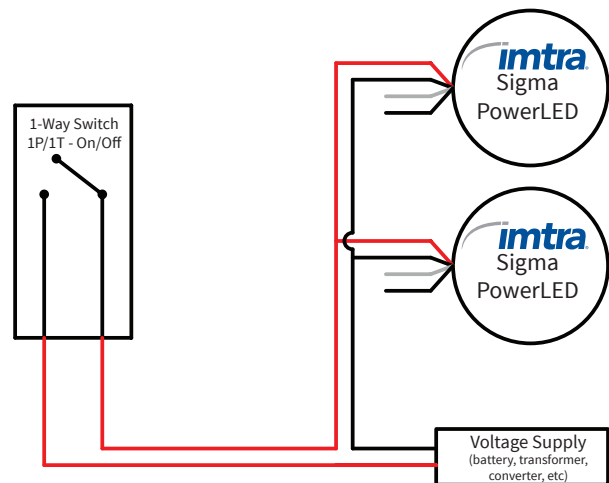 imtra
Sigma
PowerLED
1-Way Switch
1P/1T - On/Off
imtra
Sigma
PowerLED
Voltage Supply
(battery, transformer,
converter, etc)